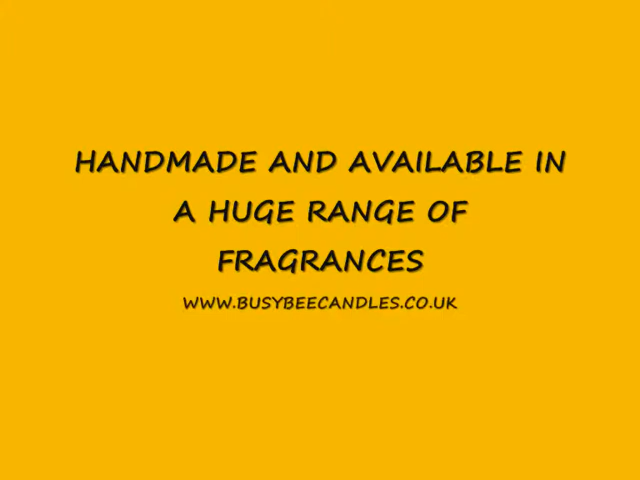 HANDMADE AND AVAILABLE IN
A HUGE RANGE OF
FRAGRANCES
WWW.BUSYBEECANDLES.CO.UK